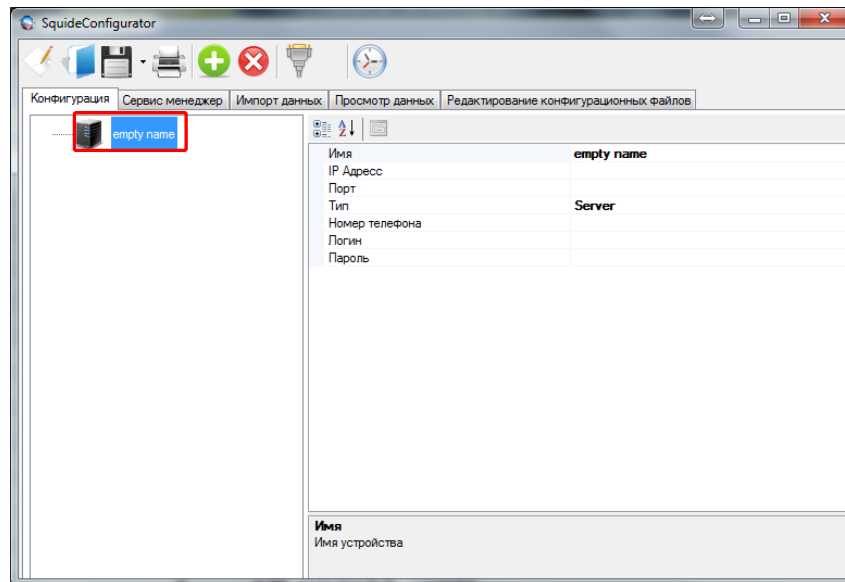 SquideConfigurator
Конфигурация Сервис менеджер Импорт данных Просмотр данных Редактирование конфигурационных файлов
empty name
Имя empty name
IP Адресс
Порт
Тип Server
Номер телефона
Логин
Пароль
Имя
Имя устройства